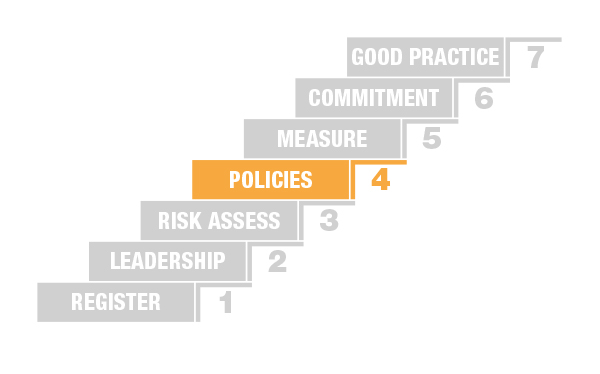 GOOD PRACTICE 7
COMMITMENT 6
MEASURE 5
POLICIES 4
RISK ASSESS 3
LEADERSHIP 2
REGISTER 1